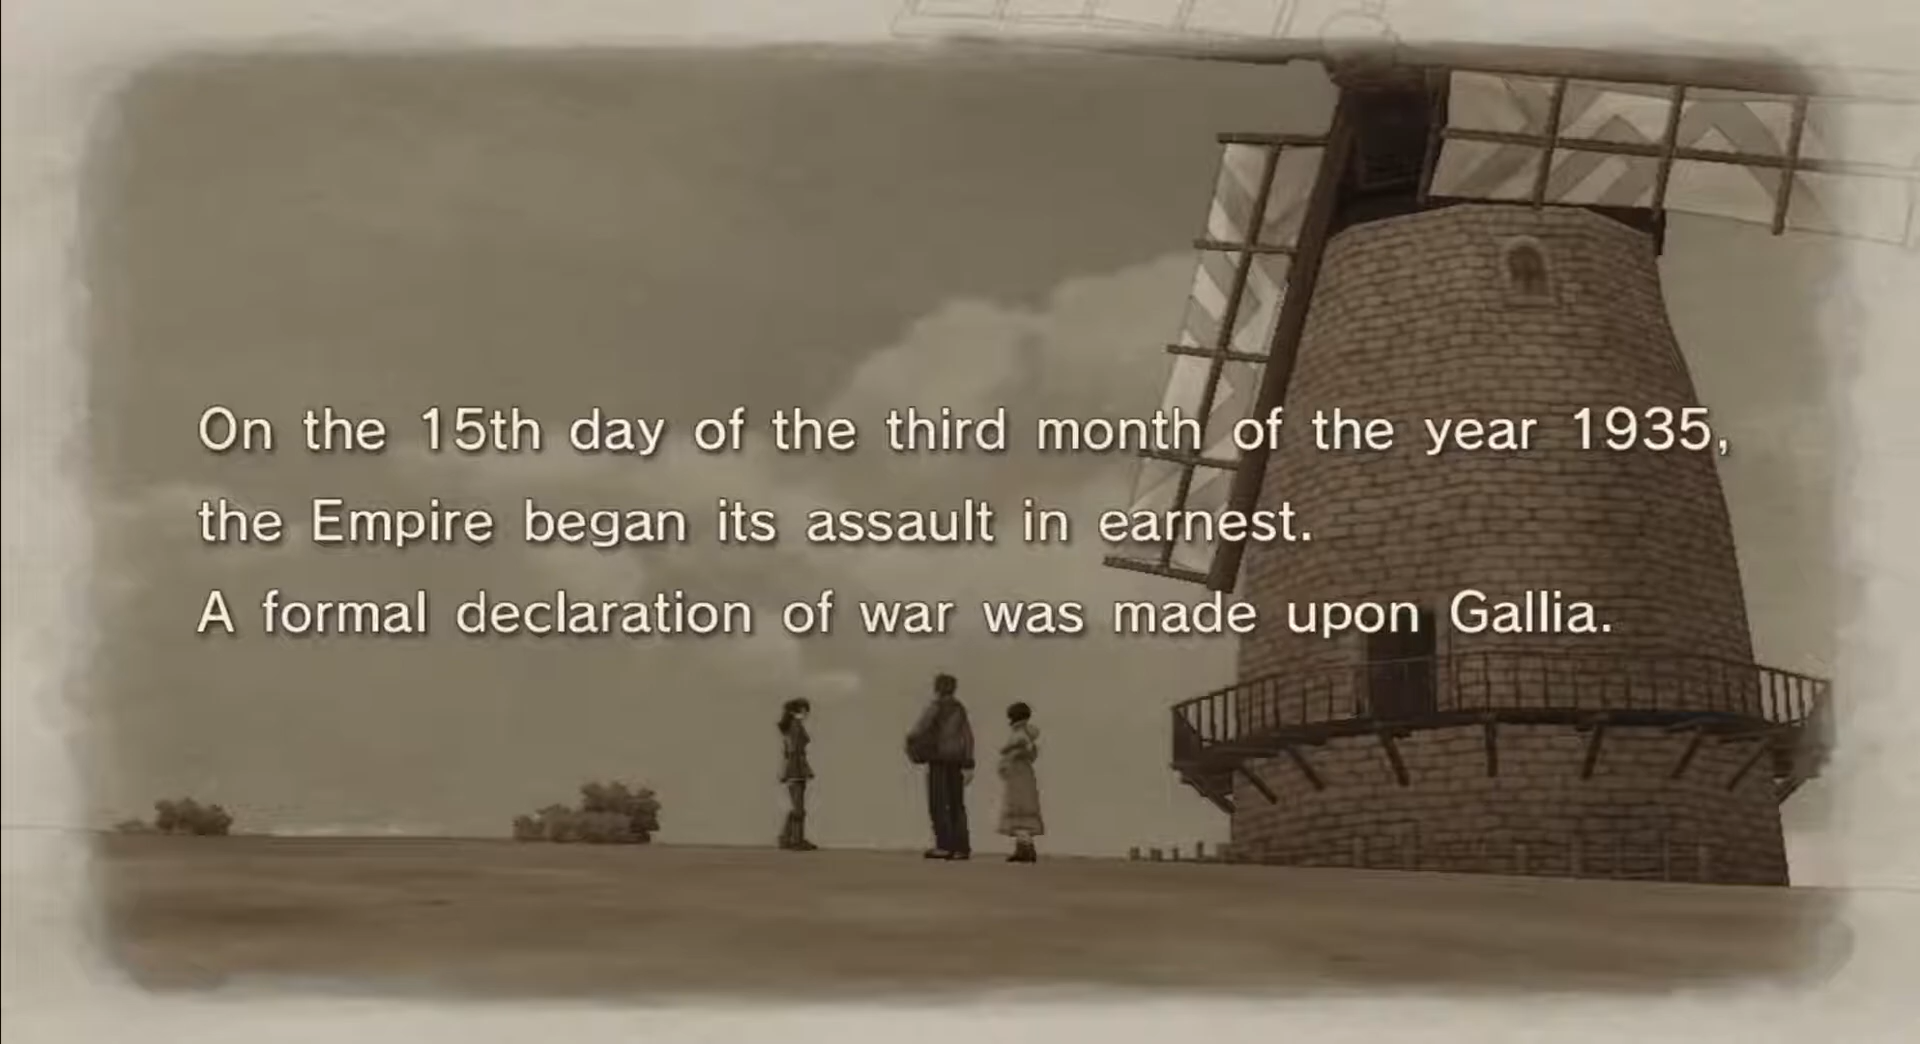 On the 15th day of the third month of the year 1935,
the Empire began its assault in earnest.
A formal declaration of war was made upon Gallia.